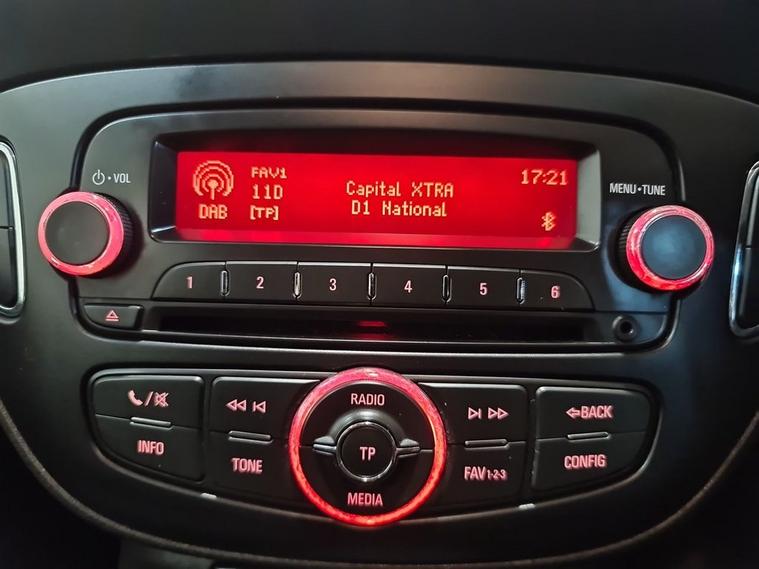 VOL
MENU•TUNE
FAV1
11D
[TP]
DAB
Capital XTRA
D1 National
17:21
1 2 3 4 5 6
RADIO
BACK
INFO
TONE
TP
FAV1-2-3
CONFIG
MEDIA